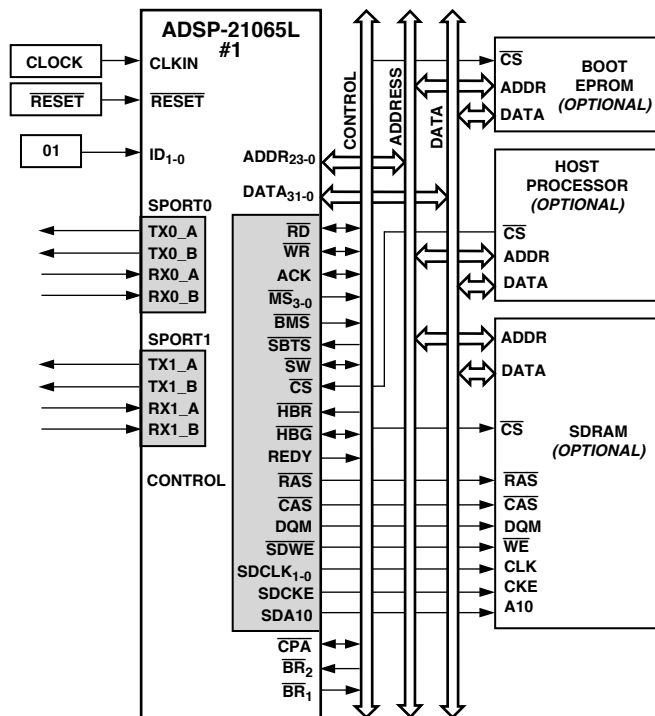 ADSP-21065L
#1
CLOCK
CLKIN
RESET
RESET
01
ID1-0
ADDR23-0
DATA31-0
SPORT0
TX0_A
TX0_B
RX0_A
RX0_B
SPORT1
TX1_A
TX1_B
RX1_A
RX1_B
CONTROL
RD
WR
ACK
MS3-0
BMS
SBTS
SW
CS
HBR
HBG
REDY
RAS
CAS
DQM
SDWE
SDCLK1-0
SDCKE
SDA10
CPA
BR2
BR1
CONTROL
ADDRESS
DATA
CS
ADDR
DATA
BOOT
EPROM
(OPTIONAL)
HOST
PROCESSOR
(OPTIONAL)
CS
ADDR
DATA
ADDR
DATA
CS
SDRAM
(OPTIONAL)
RAS
CAS
DQM
WE
CLK
CKE
A10